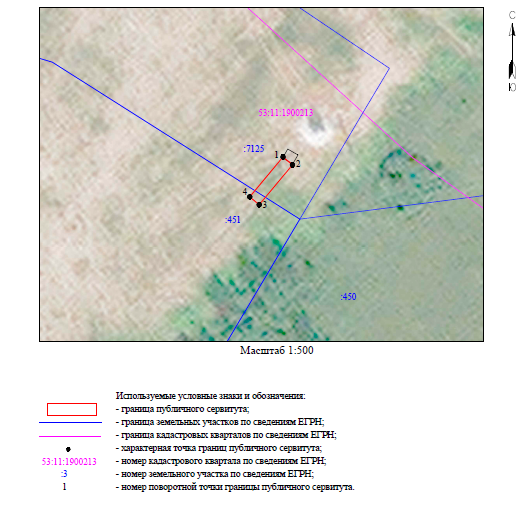 С
Ю
53:11:1900213
:7125
1
2
4
3
:451
:450
Масштаб 1:500
Используемые условные знаки и обозначения:
- граница публичного сервитута;
- граница земельных участков по сведениям ЕГРН;
- граница кадастровых кварталов по сведениям ЕГРН;
- характерная точка границ публичного сервитута;
53:11:1900213 - номер кадастрового квартала по сведениям ЕГРН;
:3 - номер земельного участка по сведениям ЕГРН;
1 - номер поворотной точки границы публичного сервитута.